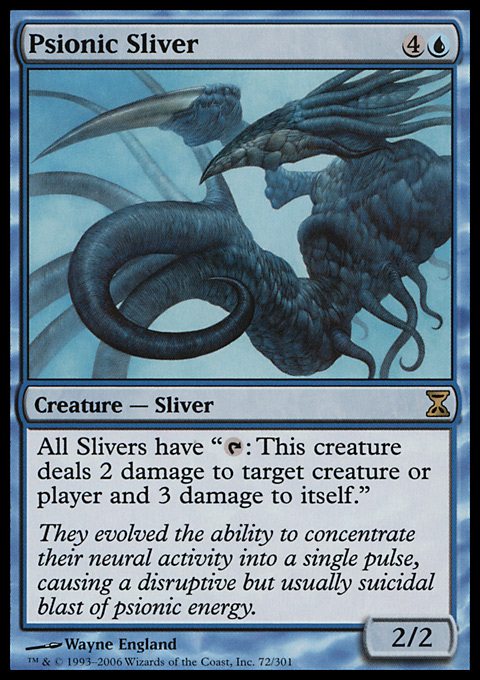 Psionic Sliver 4
Creature — Sliver
All Slivers have “: This creature
deals 2 damage to target creature or
player and 3 damage to itself.”
They evolved the ability to concentrate
their neural activity into a single pulse,
causing a disruptive but usually suicidal
blast of psionic energy.
Wayne England
2/2
™ & © 1993–2006 Wizards of the Coast, Inc. 72/301